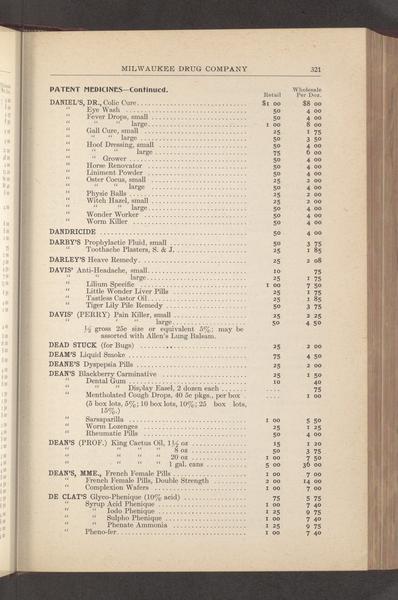 MILWAUKEE DRUG COMPANY 321
PATENT MEDICINES—Continued. Retail Wholesale Per Doz.
DANIEL'S, DR., Colic Cure $1 00 $8 00
" Eye Wash 50 4 00
" Fever Drops, small 50 4 00
" " " large 1 00 8 00
" Gall Cure, small 25 1 75
" " " large 50 3 50
" Hoof Dressing, small 50 4 00
" " " large 75 6 00
" " Grower 50 4 00
" Horse Renovator 50 4 00
" Liniment Powder 50 4 00
" Oster Cocus, small 25 2 00
" " " large 50 4 00
" Physic Balls 25 2 00
" Witch Hazel, small 25 2 00
" " " large 50 4 00
" Wonder Worker 50 4 00
" Worm Killer 50 4 00
DANDRICIDE 50 4 00
DARBY'S Prophylactic Fluid, small 50 3 75
" Toothache Plasters, S. & J. 25 1 85
DARLEY'S Heave Remedy 25 2 08
DAVIS' Anti-Headache, small 10 75
" " large 25 1 75
" Lilium Specific 1 00 7 50
" Little Wonder Liver Pills 25 1 75
" Tasteless Castor Oil 25 1 85
" Tiger Lily Pile Remedy 50 3 75
DAVIS' (PERRY) Pain Killer, small 25 2 25
" " " large 50 4 50
½ gross 25c size or equivalent 5%; may be
assorted with Allen's Lung Balsam.
DEAD STUCK (for Bugs) 25 2 00
DEAM'S Liquid Smoke 75 4 50
DEANE'S Dyspepsia Pills 25 2 00
DEAN'S Blackberry Carminative 25 1 50
" Dental Gum 10 40
" " " Display Easel, 2 dozen each 75
" Mentholated Cough Drops, 40 5c pkgs., per box 1 00
(5 box lots, 5%; 10 box lots, 10%; 25 box lots,
15%.)
" Sarsaparilla 1 00 5 50
" Worm Lozenges 25 1 25
" Rheumatic Pills 50 4 00
DEAN'S (PROF.) King Cactus Oil, 1½ oz 15 1 20
" " " " 8 oz 50 3 75
" " " " 20 oz 1 00 7 50
" " " " 1 gal. cans 5 00 36 00
DEAN'S, MME., French Female Pills 1 00 7 00
" French Female Pills, Double Strength 2 00 14 00
" Complexion Wafers 1 00 7 00
DE CLAT'S Glyco-Phenique (10% acid) 75 5 75
" Syrup Acid Phenique 1 00 7 40
" " Iodo Phenique 1 25 9 75
" " Sulpho Phenique 1 00 7 40
" " Phenate Ammonia 1 25 9 75
" Pheno-fer 1 00 7 40